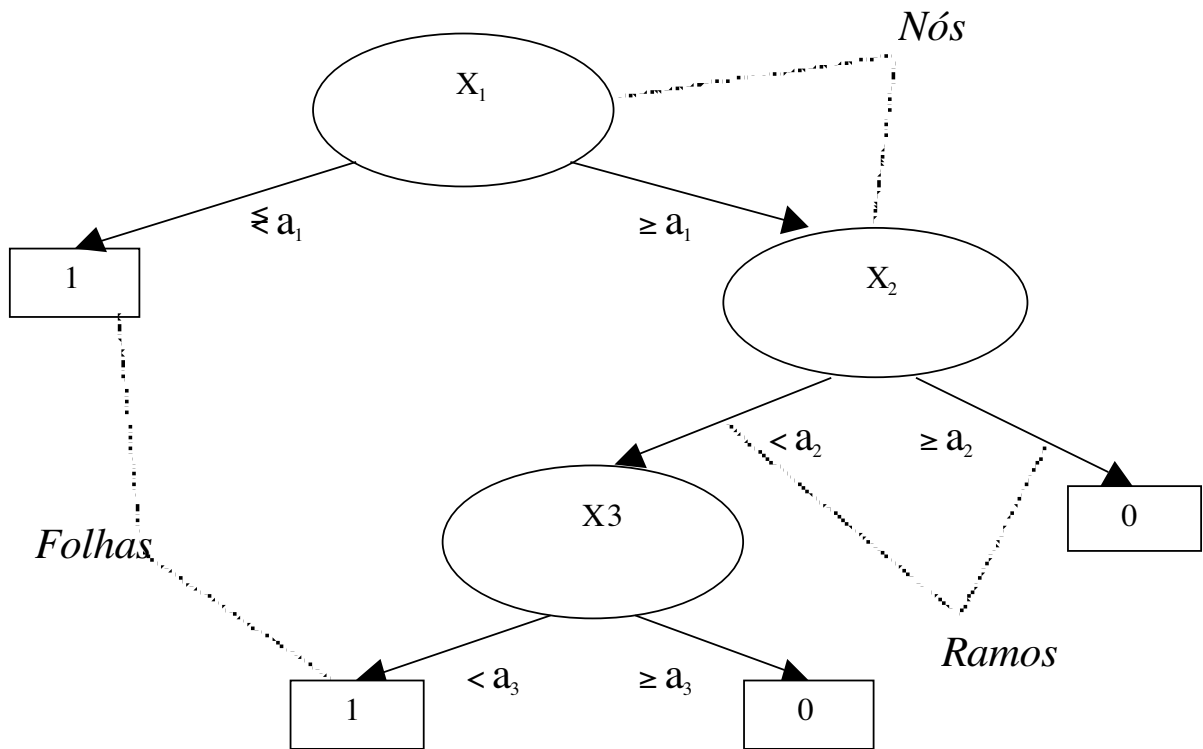 Nós
X₁
≤ a₁
≥ a₁
1
X₂
< a₂
≥ a₂
X3
0
Folhas
Ramos
< a₃
≥ a₃
1
0